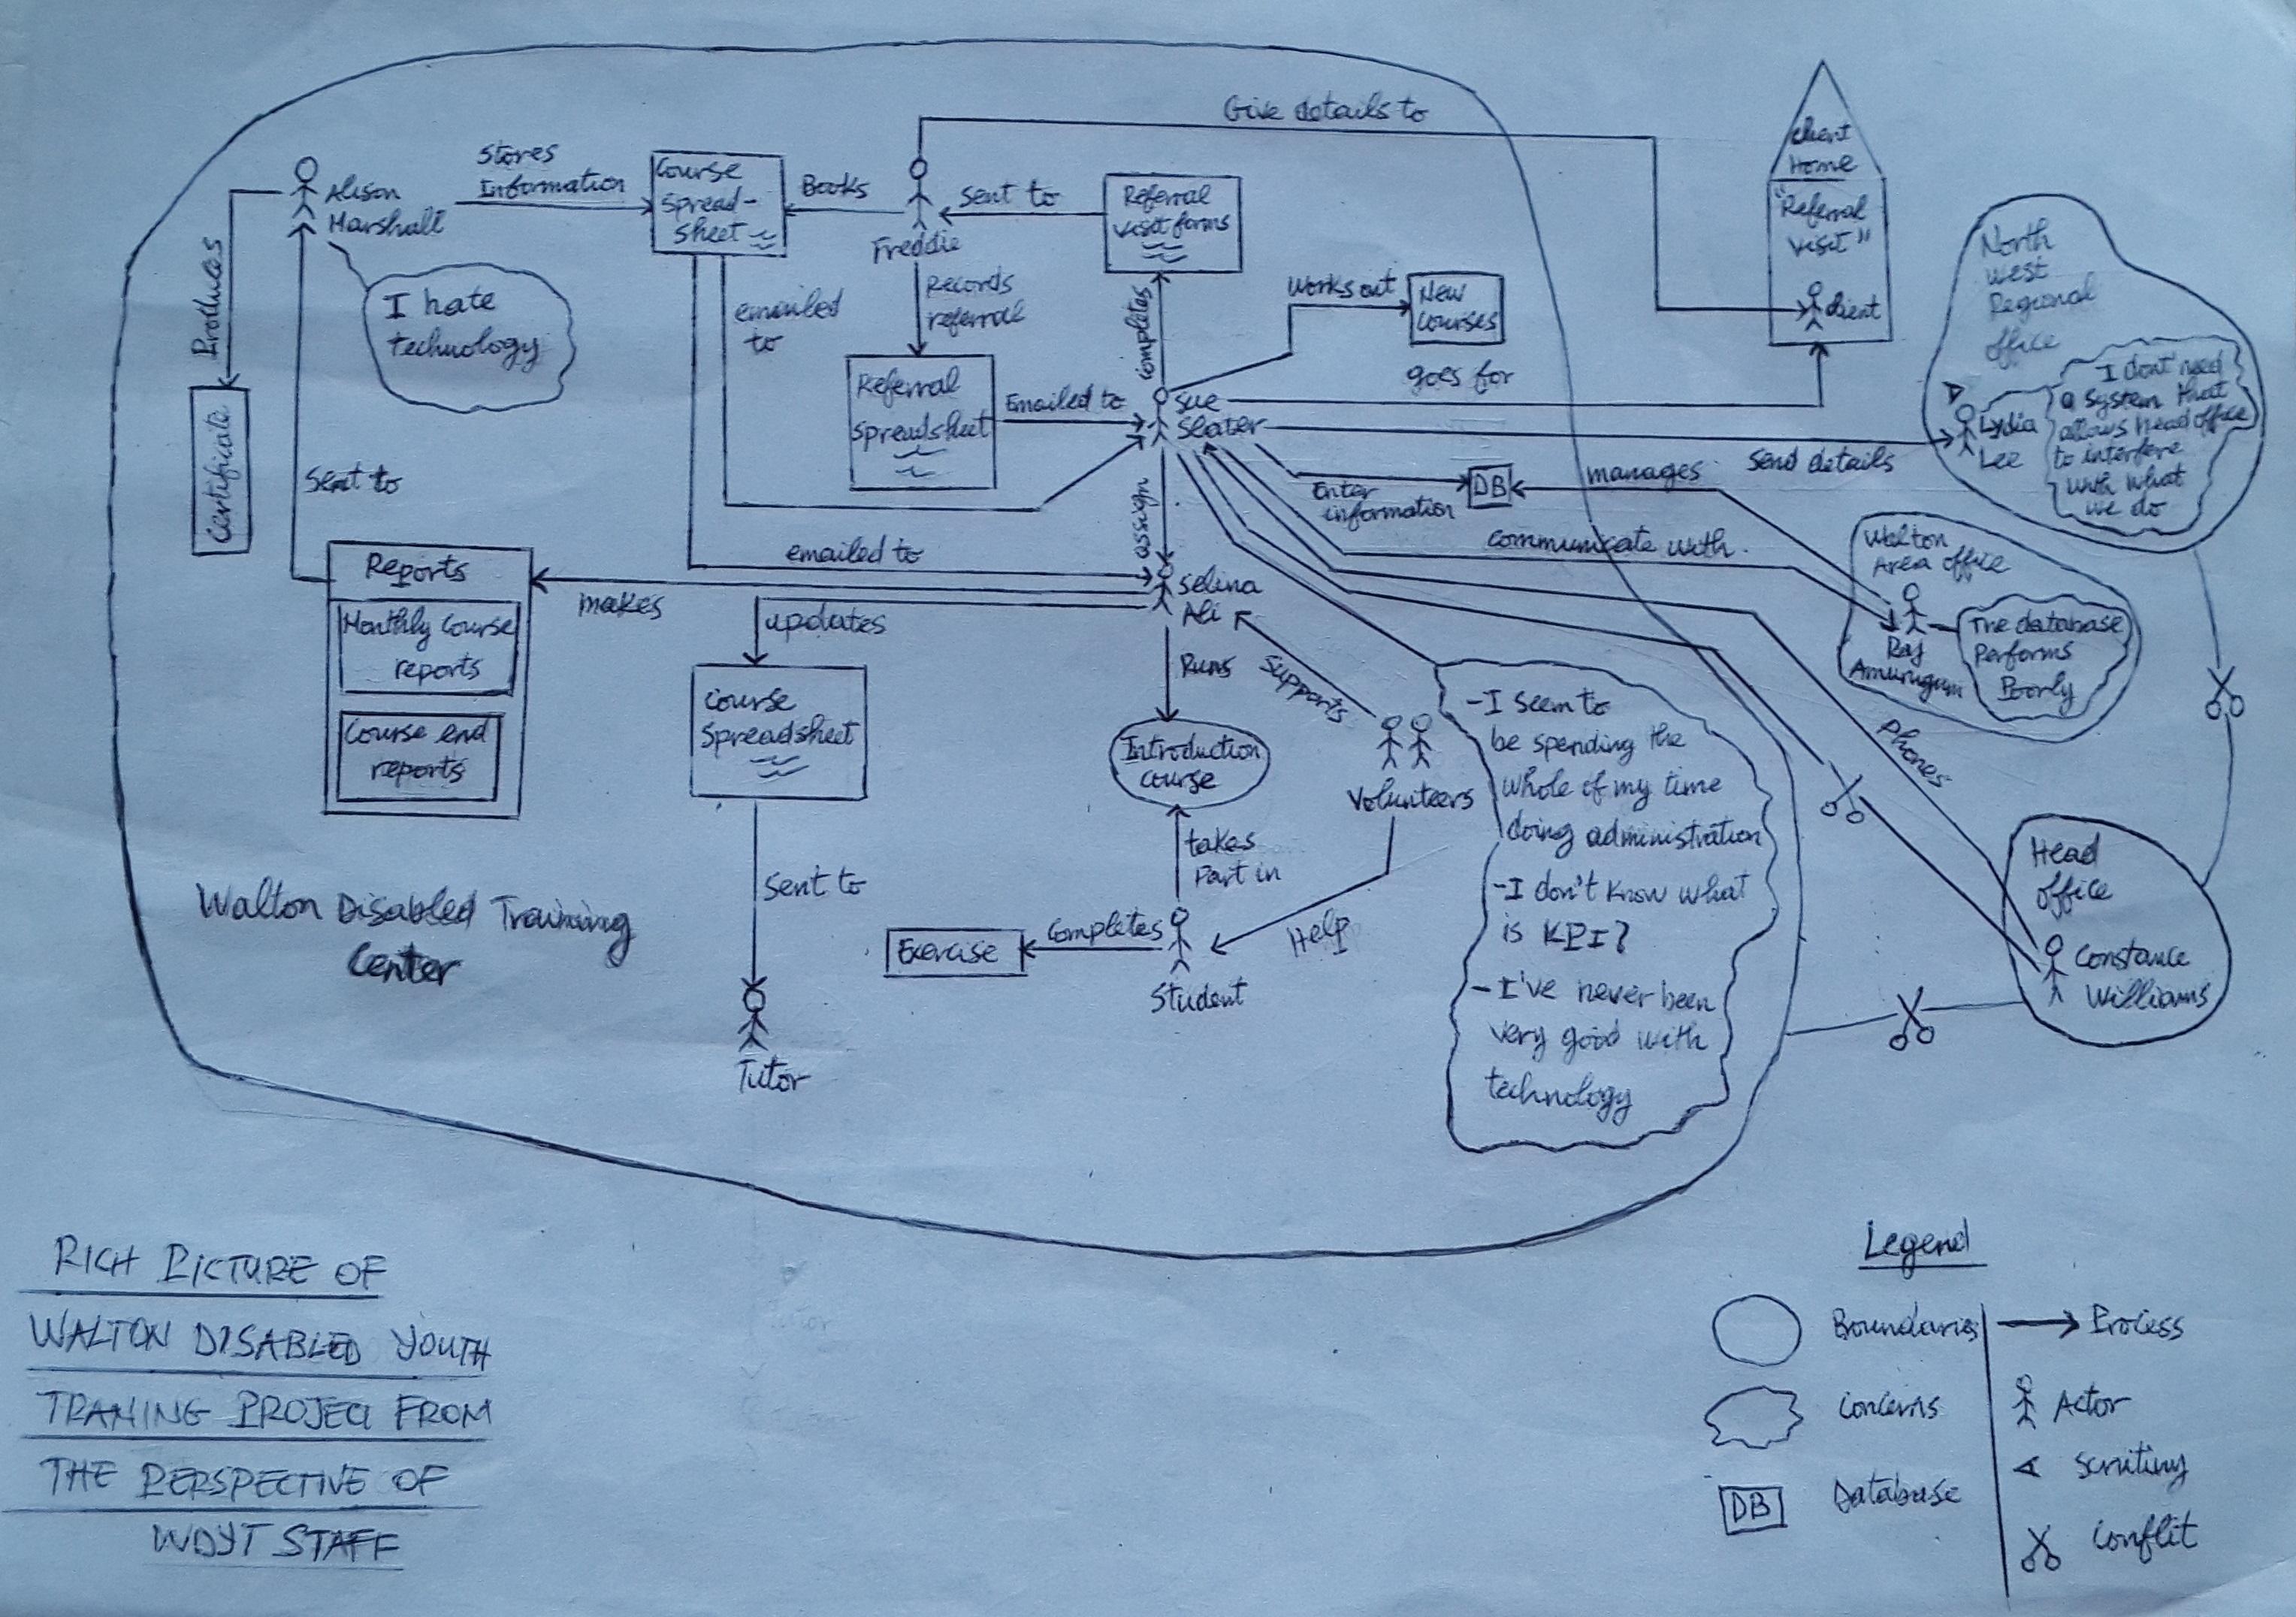 Give details to
Client
Home
"Referral
Visit"
Client
Stores
Information
Alison
Marshall
Course
Spread-
sheet
Books
Freddie
Sent to
Referral
visit forms
Produces
I hate
technology
emailed
to
Records
referral
completes
Works out
New
Courses
goes for
North
West
Regional
office
I dont need
a system that
allows head office
to interfere
with what
we do
Lydia
Lee
Certificate
Sent to
Referral
Spreadsheet
Emailed to
Sue
Slater
Send details
manages
DB
Enter
information
assign
communicate with.
Walton
Area office
The database
Performs
Poorly
Raj
Amurugum
Reports
Monthly Course
reports
Course end
reports
makes
emailed to
Selina
Ali
updates
Runs
Supports
Course
Spreadsheet
Introduction
course
Volunteers
- I seem to
be spending the
whole of my time
doing administration
- I don't know what
is KPI?
- I've never been
very good with
technology
Phones
Head
office
Constance
Williams
takes
Part in
Sent to
Help
Exercise
Completes
Student
Tutor
Walton Disabled Training
Center
RICH PICTURE OF
WALTON DISABLED YOUTH
TRANING PROJECT FROM
THE PERSPECTIVE OF
WDYT STAFF
Legend
Boundaries
Process
Concerns
Actor
Scrutiny
DB
Database
Conflit